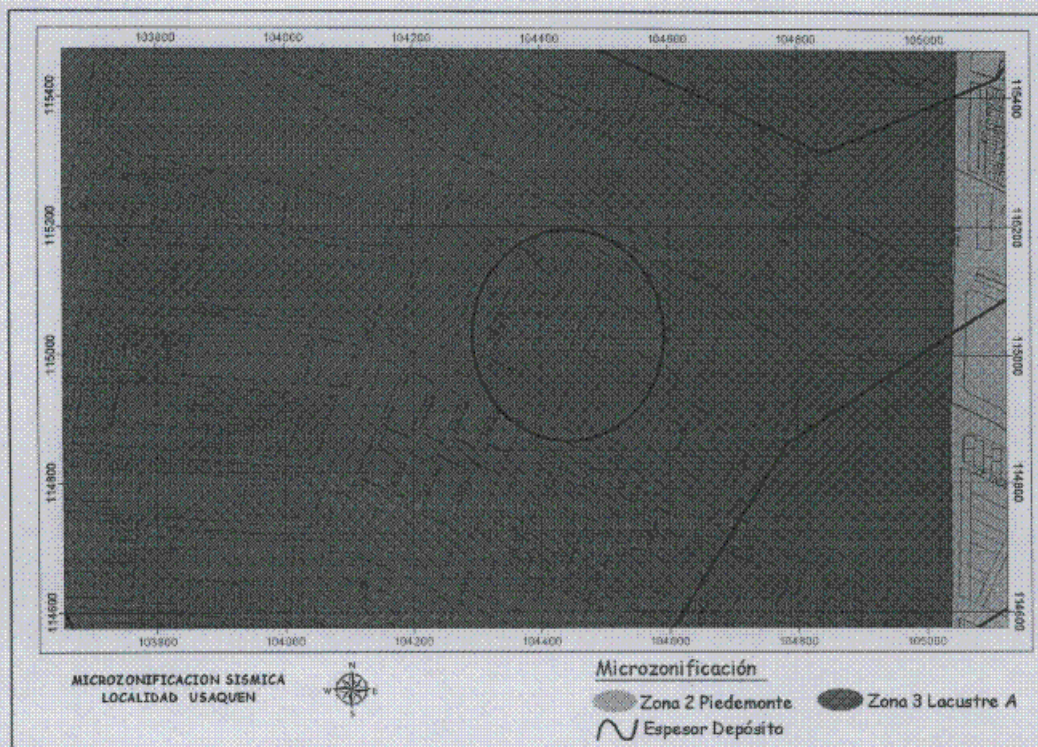 103800 104000 104200 104400 104600 104800 105000
115400 115400
115200 115200
115000 115000
114800 114800
114600 114600
103800 104000 104200 104400 104600 104800 105000
MICROZONIFICACION SISMICA
LOCALIDAD USAQUEN
N
W E
S
Microzonificación
Zona 2 Piedemonte Zona 3 Lacustre A
Espesor Depósito